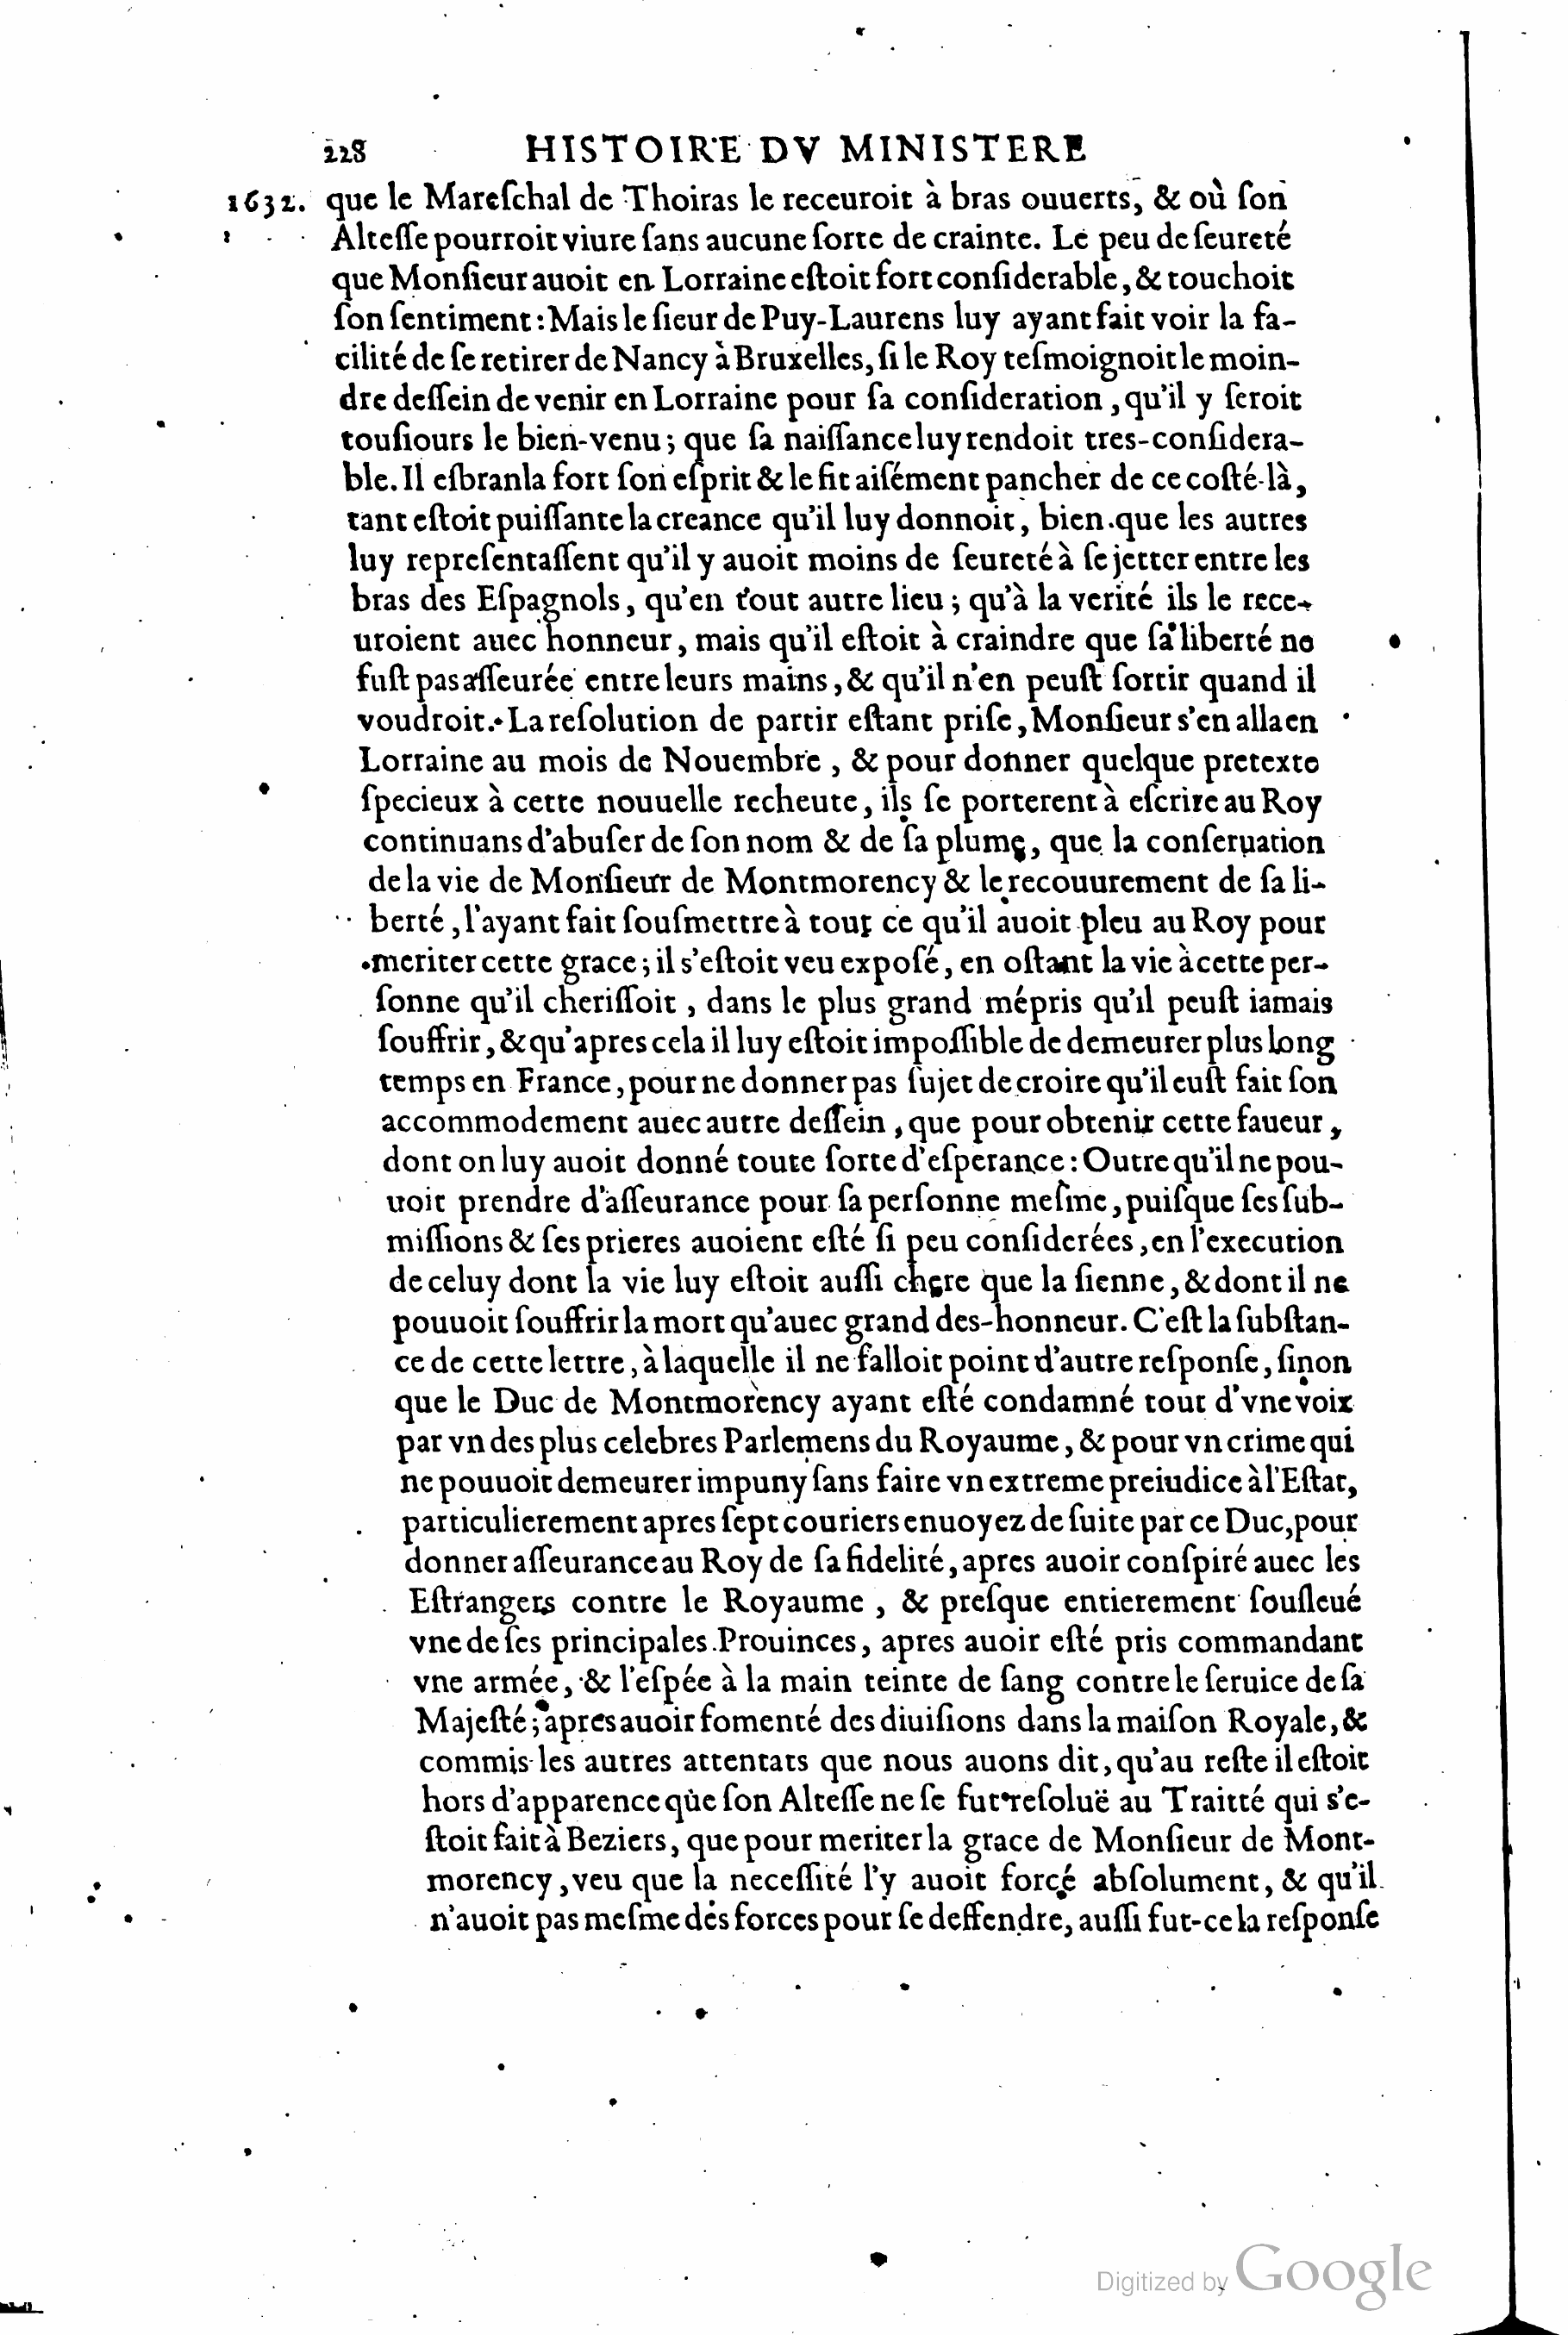 228 HISTOIRE DV MINISTERE
1632. que le Mareſchal de Thoiras le receuroit à bras ouuerts, & où ſon
Alteſſe pourroit viure ſans aucune ſorte de crainte. Le peu de ſeureté
que Monſieur auoit en Lorraine eſtoit fort conſiderable, & touchoit
ſon ſentiment : Mais le ſieur de Puy-Laurens luy ayant fait voir la fa-
cilité de ſe retirer de Nancy à Bruxelles, ſi le Roy teſmoignoit le moin-
dre deſſein de venir en Lorraine pour ſa conſideration, qu'il y ſeroit
touſiours le bien-venu; que ſa naiſſance luy rendoit tres-conſidera-
ble. Il eſbranla fort ſon eſprit & le fit aiſément pancher de ce coſté-là,
tant eſtoit puiſſante la creance qu'il luy donnoit, bien que les autres
luy repreſentaſſent qu'il y auoit moins de ſeureté à ſe jetter entre les
bras des Eſpagnols, qu'en tout autre lieu ; qu'à la verité ils le rece-
uroient auec honneur, mais qu'il eſtoit à craindre que ſa liberté ne
fuſt pas aſſeurée entre leurs mains, & qu'il n'en peuſt ſortir quand il
voudroit. La reſolution de partir eſtant priſe, Monſieur s'en alla en
Lorraine au mois de Nouembre, & pour donner quelque pretexte
ſpecieux à cette nouuelle recheute, ils ſe porterent à eſcrire au Roy
continuans d'abuſer de ſon nom & de ſa plume, que la conſeruation
de la vie de Monſieur de Montmorency & le recouurement de ſa li-
berté, l'ayant fait ſouſmettre à tout ce qu'il auoit pleu au Roy pour
meriter cette grace; il s'eſtoit veu expoſé, en oſtant la vie à cette per-
ſonne qu'il cheriſſoit, dans le plus grand mépris qu'il peuſt iamais
ſouffrir, & qu'apres cela il luy eſtoit impoſſible de demeurer plus long
temps en France, pour ne donner pas ſujet de croire qu'il euſt fait ſon
accommodement auec autre deſſein, que pour obtenir cette faueur,
dont on luy auoit donné toute ſorte d'eſperance : Outre qu'il ne pou-
uoit prendre d'aſſeurance pour ſa perſonne meſme, puiſque ſes ſub-
miſſions & ſes prieres auoient eſté ſi peu conſiderées, en l'execution
de celuy dont la vie luy eſtoit auſſi chere que la ſienne, & dont il ne
pouuoit ſouffrir la mort qu'auec grand des-honneur. C'eſt la ſubſtan-
ce de cette lettre, à laquelle il ne falloit point d'autre reſponſe, ſinon
que le Duc de Montmorency ayant eſté condamné tout d'vne voix
par vn des plus celebres Parlemens du Royaume, & pour vn crime qui
ne pouuoit demeurer impuny ſans faire vn extreme preiudice à l'Eſtat,
particulierement apres ſept couriers enuoyez de ſuite par ce Duc, pour
donner aſſeurance au Roy de ſa fidelité, apres auoir conſpiré auec les
Eſtrangers contre le Royaume, & preſque entierement ſouſleué
vne de ſes principales Prouinces, apres auoir eſté pris commandant
vne armée, & l'eſpée à la main teinte de ſang contre le ſeruice de ſa
Majeſté; apres auoir fomenté des diuiſions dans la maiſon Royale, &
commis les autres attentats que nous auons dit, qu'au reſte il eſtoit
hors d'apparence que ſon Alteſſe ne ſe fut reſoluë au Traitté qui s'e-
ſtoit fait à Beziers, que pour meriter la grace de Monſieur de Mont-
morency, veu que la neceſſité l'y auoit forcé abſolument, & qu'il
n'auoit pas meſme des forces pour ſe deffendre, auſſi fut-ce la reſponſe
Digitized by Google